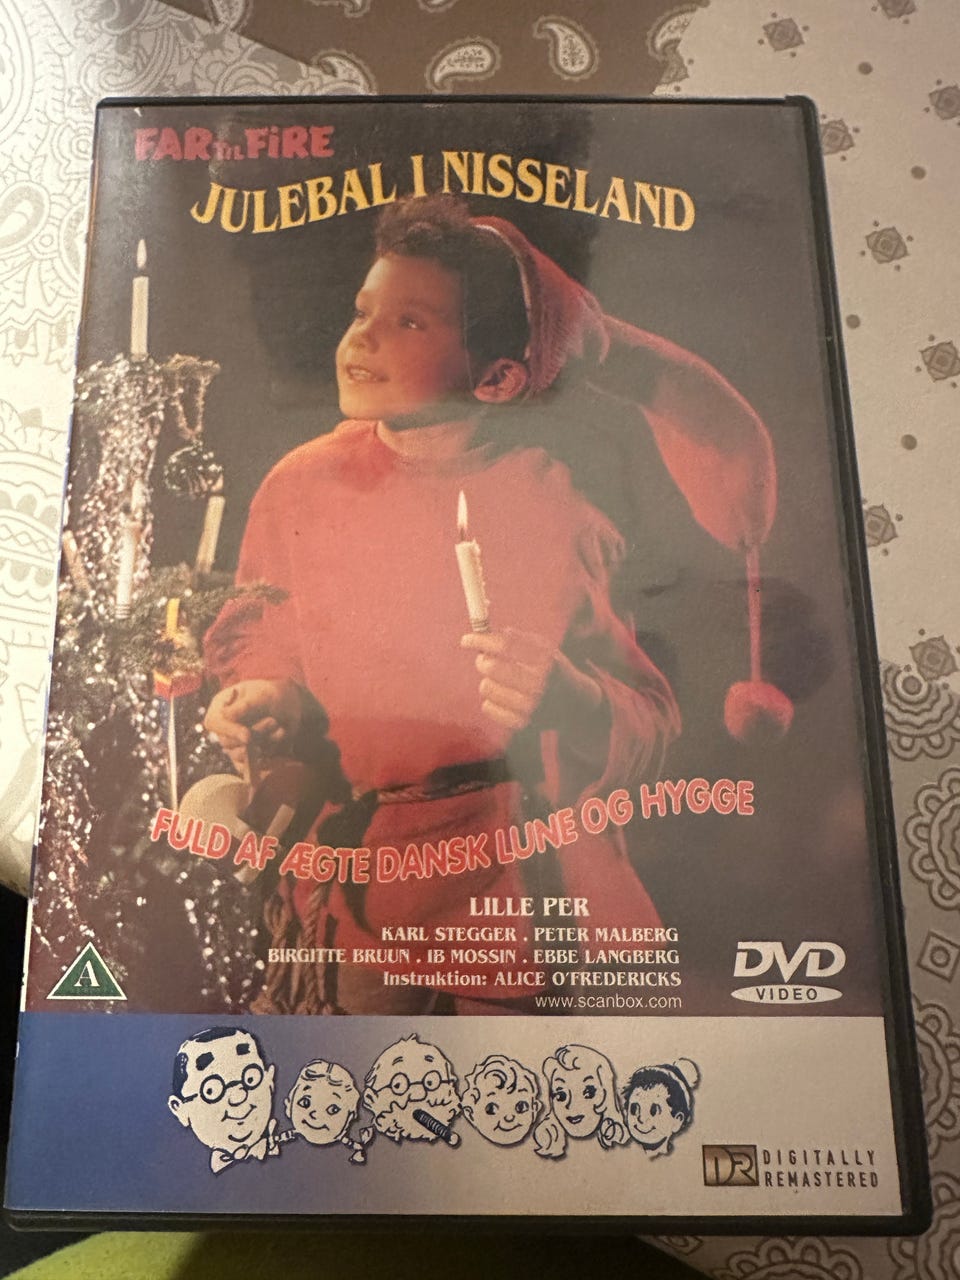 FAR TIL FIRE
JULEBAL I NISSELAND
FULD AF ÆGTE DANSK LUNE OG HYGGE
LILLE PER
KARL STEGGER . PETER MALBERG
BIRGITTE BRUUN . IB MOSSIN . EBBE LANGBERG
Instruktion: ALICE O'FREDERICKS
www.scanbox.com
A
DVD
VIDEO
DR DIGITALLY
REMASTERED